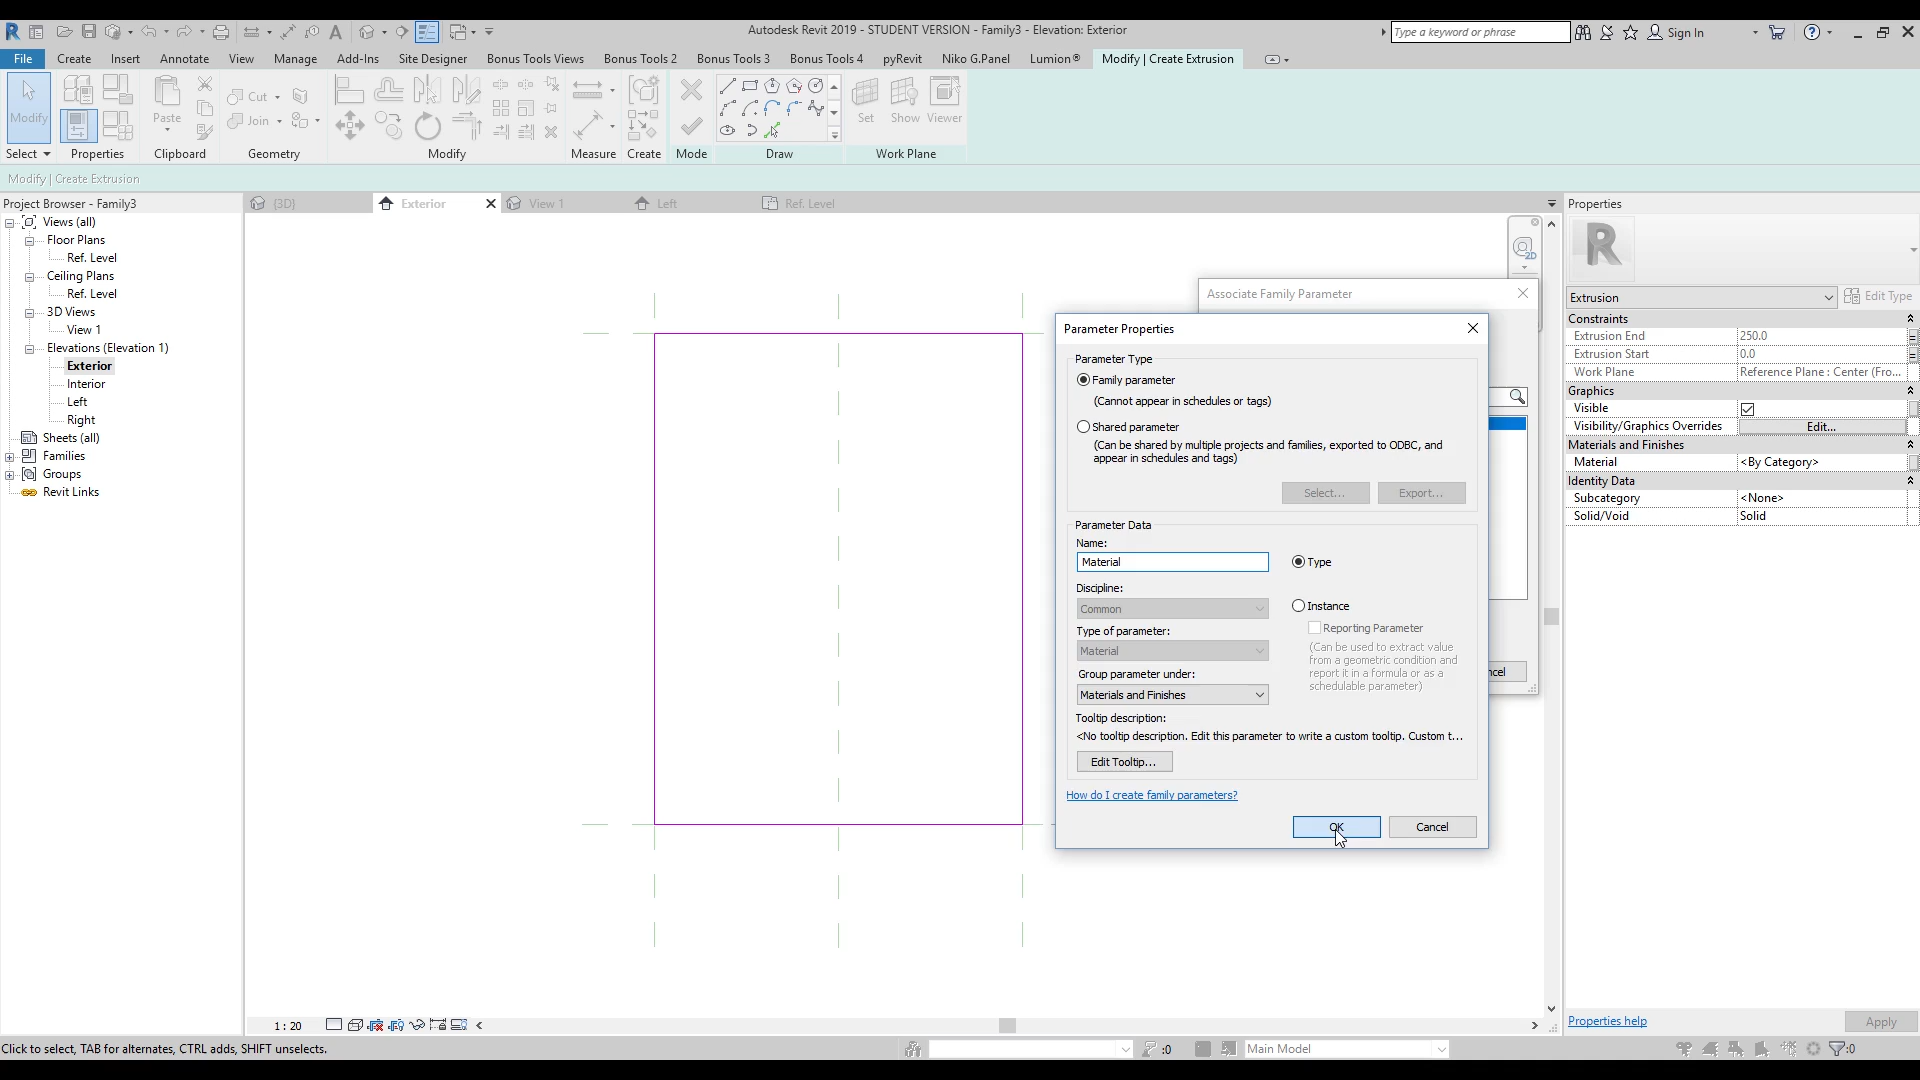 Autodesk Revit 2019 - STUDENT VERSION - Family3 - Elevation: Exterior
Type a keyword or phrase
Sign In
File Create Insert Annotate View Manage Add-Ins Site Designer Bonus Tools Views Bonus Tools 2 Bonus Tools 3 Bonus Tools 4 pyRevit Niko G.Panel Lumion® Modify | Create Extrusion
Modify
Paste
Cut
Join
Set Show Viewer
Select Properties Clipboard Geometry Modify Measure Create Mode Draw Work Plane
Modify | Create Extrusion
Project Browser - Family3
Views (all)
Floor Plans
Ref. Level
Ceiling Plans
Ref. Level
3D Views
View 1
Elevations (Elevation 1)
Exterior
Interior
Left
Right
Sheets (all)
Families
Groups
Revit Links
{3D} Exterior View 1 Left Ref. Level
2D
Associate Family Parameter
ncel
Parameter Properties
Parameter Type
Family parameter
(Cannot appear in schedules or tags)
Shared parameter
(Can be shared by multiple projects and families, exported to ODBC, and
appear in schedules and tags)
Select... Export...
Parameter Data
Name:
Material
Type
Discipline:
Common
Instance
Type of parameter:
Reporting Parameter
Material
(Can be used to extract value
from a geometric condition and
report it in a formula or as a
schedulable parameter)
Group parameter under:
Materials and Finishes
Tooltip description:
<No tooltip description. Edit this parameter to write a custom tooltip. Custom t...
Edit Tooltip...
How do I create family parameters?
OK Cancel
Properties
R
Extrusion
Edit Type
Constraints
Extrusion End 250.0
Extrusion Start 0.0
Work Plane Reference Plane : Center (Fro...
Graphics
Visible
Visibility/Graphics Overrides Edit...
Materials and Finishes
Material <By Category>
Identity Data
Subcategory <None>
Solid/Void Solid
Properties help
Apply
1 : 20
Click to select, TAB for alternates, CTRL adds, SHIFT unselects.
:0
Main Model
:0